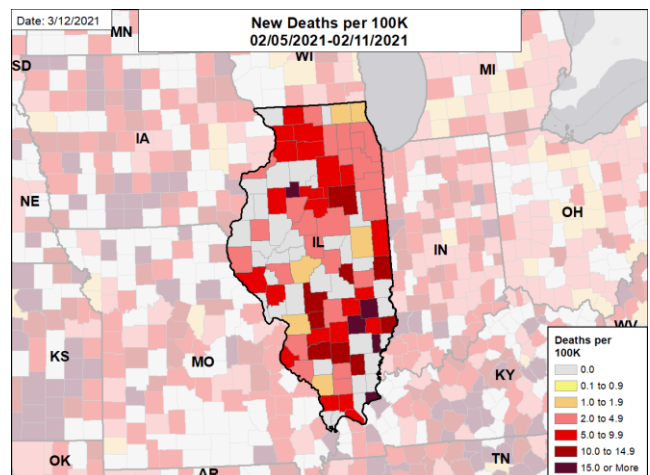 Date: 3/12/2021
New Deaths per 100K
02/05/2021-02/11/2021
MN
SD
WI
MI
IA
NE
IL
IN
OH
WV
KS
MO
KY
OK
AR
TN
Deaths per
100K
0.0
0.1 to 0.9
1.0 to 1.9
2.0 to 4.9
5.0 to 9.9
10.0 to 14.9
15.0 or More